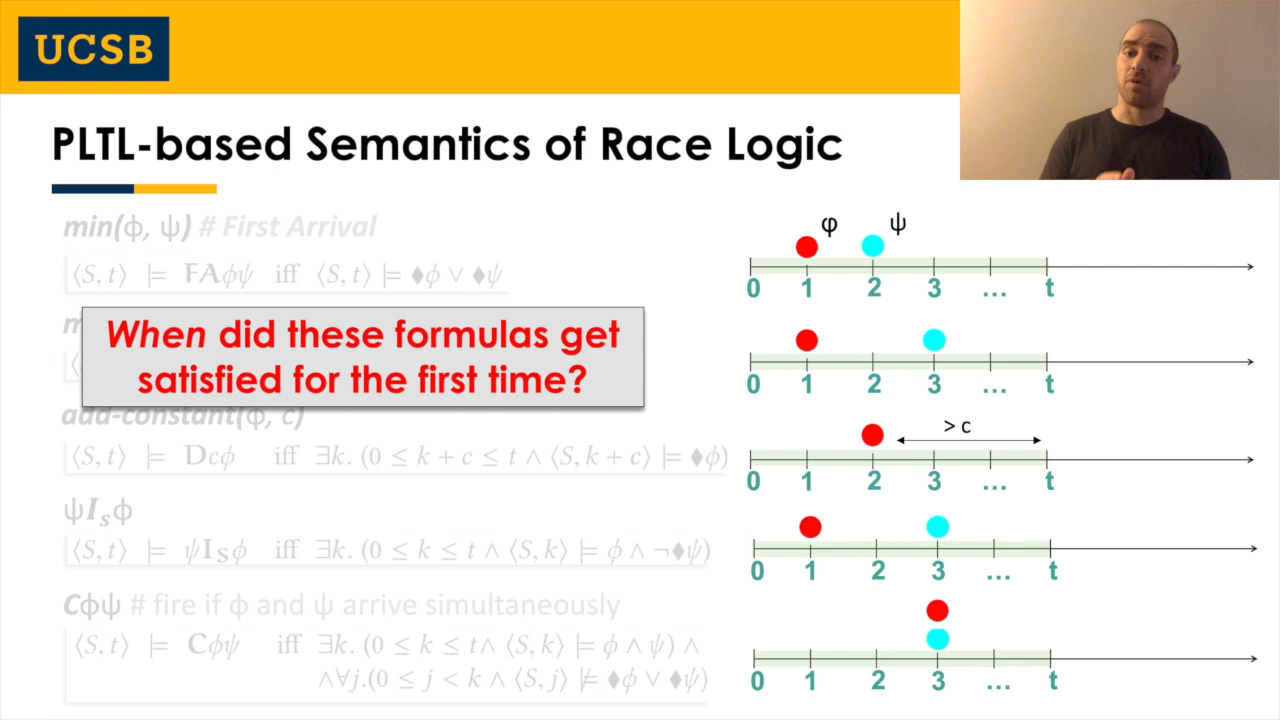 UCSB
PLTL-based Semantics of Race Logic
min(ϕ, ψ) # First Arrival
⟨S, t⟩ ⊨ FAϕψ iff ⟨S, t⟩ ⊨ ⧫ϕ ∨ ⧫ψ
When did these formulas get
satisfied for the first time?
add-constant(ϕ, c)
⟨S, t⟩ ⊨ Dcϕ iff ∃k. (0 ≤ k + c ≤ t ∧ ⟨S, k + c⟩ ⊨ ⧫ϕ)
ψIₛϕ
⟨S, t⟩ ⊨ ψIₛϕ iff ∃k. (0 ≤ k ≤ t ∧ ⟨S, k⟩ ⊨ ϕ ∧ ¬⧫ψ)
Cϕψ # fire if ϕ and ψ arrive simultaneously
⟨S, t⟩ ⊨ Cϕψ iff ∃k. (0 ≤ k ≤ t∧ ⟨S, k⟩ ⊨ ϕ ∧ ψ) ∧
∧∀j.(0 ≤ j < k ∧ ⟨S, j⟩ ⊭ ⧫ϕ ∨ ⧫ψ)
φ ψ
0 1 2 3 ... t
0 1 2 3 ... t
> c
0 1 2 3 ... t
0 1 2 3 ... t
0 1 2 3 ... t